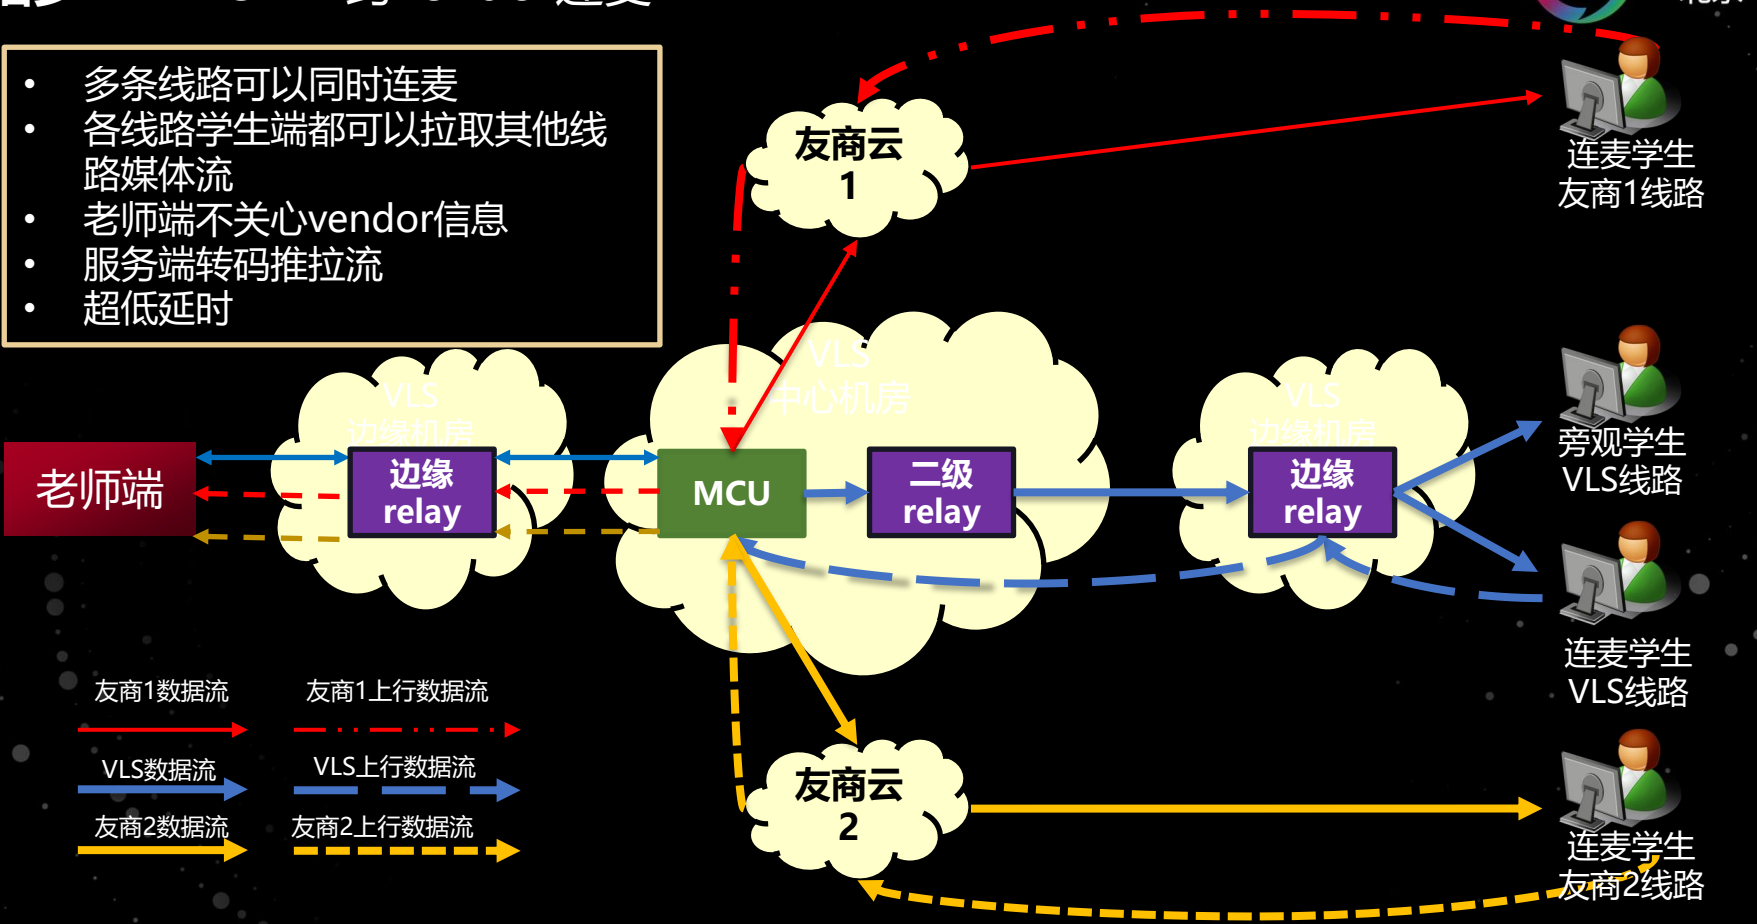 多条线路可以同时连麦
各线路学生端都可以拉取其他线
路媒体流
老师端不关心vendor信息
服务端转码推拉流
超低延时
友商云
1
连麦学生
友商1线路
VLS
中心机房
VLS
边缘机房
VLS
边缘机房
老师端
边缘
relay
MCU
二级
relay
边缘
relay
旁观学生
VLS线路
连麦学生
VLS线路
友商1数据流
友商1上行数据流
VLS数据流
VLS上行数据流
友商2数据流
友商2上行数据流
友商云
2
连麦学生
友商2线路